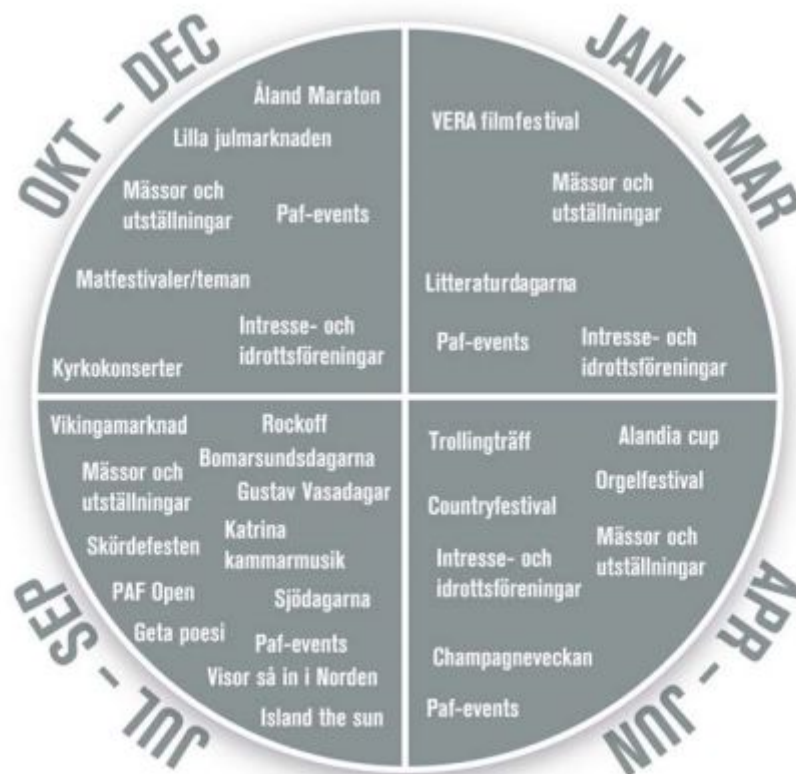 OKT - DEC
Åland Maraton
Lilla julmarknaden
Mässor och
utställningar
Paf-events
Matfestivaler/teman
Intresse- och
idrottsföreningar
Kyrkokonserter
JAN - MAR
VERA filmfestival
Mässor och
utställningar
Litteraturdagarna
Paf-events
Intresse- och
idrottsföreningar
JUL - SEP
Vikingamarknad
Rockoff
Bomarsundsdagarna
Mässor och
utställningar
Gustav Vasadagar
Skördefesten
Katrina
kammarmusik
PAF Open
Sjödagarna
Geta poesi
Paf-events
Visor så in i Norden
Island the sun
APR - JUN
Trollingträff
Alandia cup
Orgelfestival
Countryfestival
Mässor och
utställningar
Intresse- och
idrottsföreningar
Champagneveckan
Paf-events